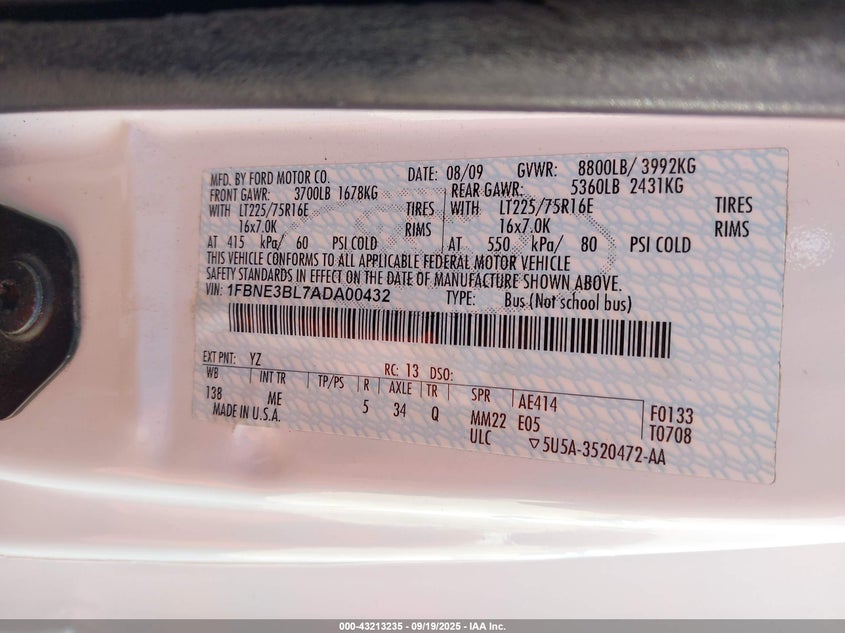 MFD. BY FORD MOTOR CO. DATE: 08/09 GVWR: 8800LB/ 3992KG
FRONT GAWR: 3700LB 1678KG REAR GAWR: 5360LB 2431KG
WITH LT225/75R16E TIRES WITH LT225/75R16E TIRES
16x7.0K RIMS 16x7.0K RIMS
AT 415 kPa/ 60 PSI COLD AT 550 kPa/ 80 PSI COLD
THIS VEHICLE CONFORMS TO ALL APPLICABLE FEDERAL MOTOR VEHICLE
SAFETY STANDARDS IN EFFECT ON THE DATE OF MANUFACTURE SHOWN ABOVE.
VIN: 1FBNE3BL7ADA00432 TYPE: Bus (Not school bus)
EXT PNT: YZ RC: 13 DSO:
WB INT TR TP/PS R AXLE TR SPR AE414 F0133
138 ME 5 34 Q MM22 E05 T0708
MADE IN U.S.A. ULC ▽5U5A-3520472-AA
000-43213235 - 09/19/2025 - IAA Inc.